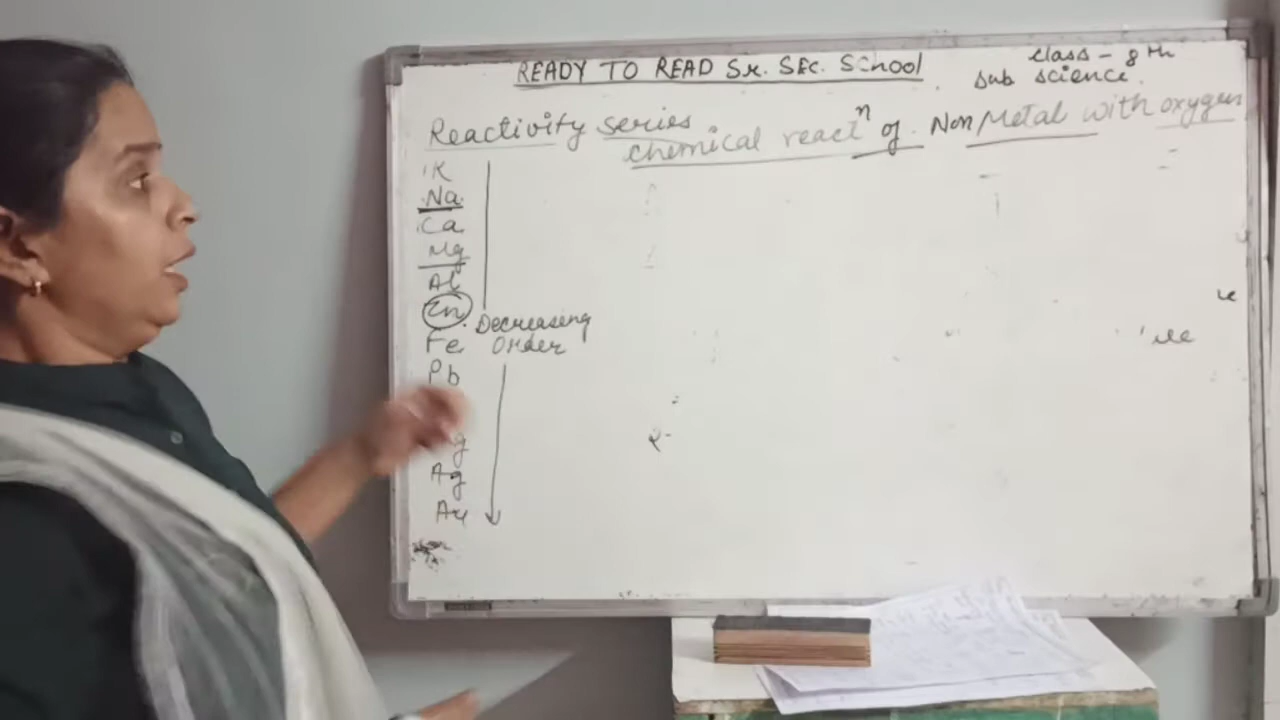 READY TO READ Sr. SEC. School
class - 8th
Sub science.
Reactivity series
chemical reactⁿ of Non Metal with oxygen
K
Na
Ca
Mg
Al
Zn
Decreasing
Fe Order
Pb
g
Ag
Au